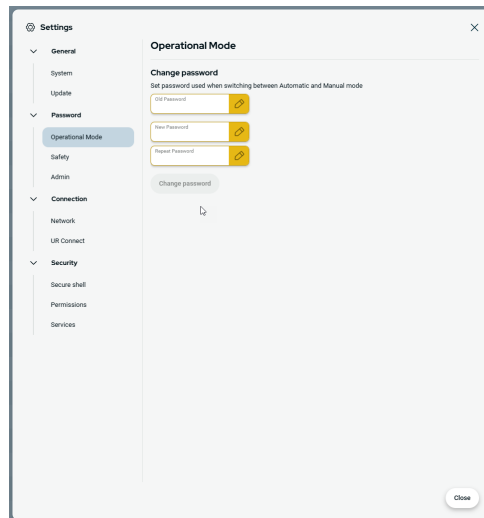 Settings
General
System
Update
Password
Operational Mode
Safety
Admin
Connection
Network
UR Connect
Security
Secure shell
Permissions
Services
Operational Mode
Change password
Set password used when switching between Automatic and Manual mode
Old Password
New Password
Repeat Password
Change password
Close